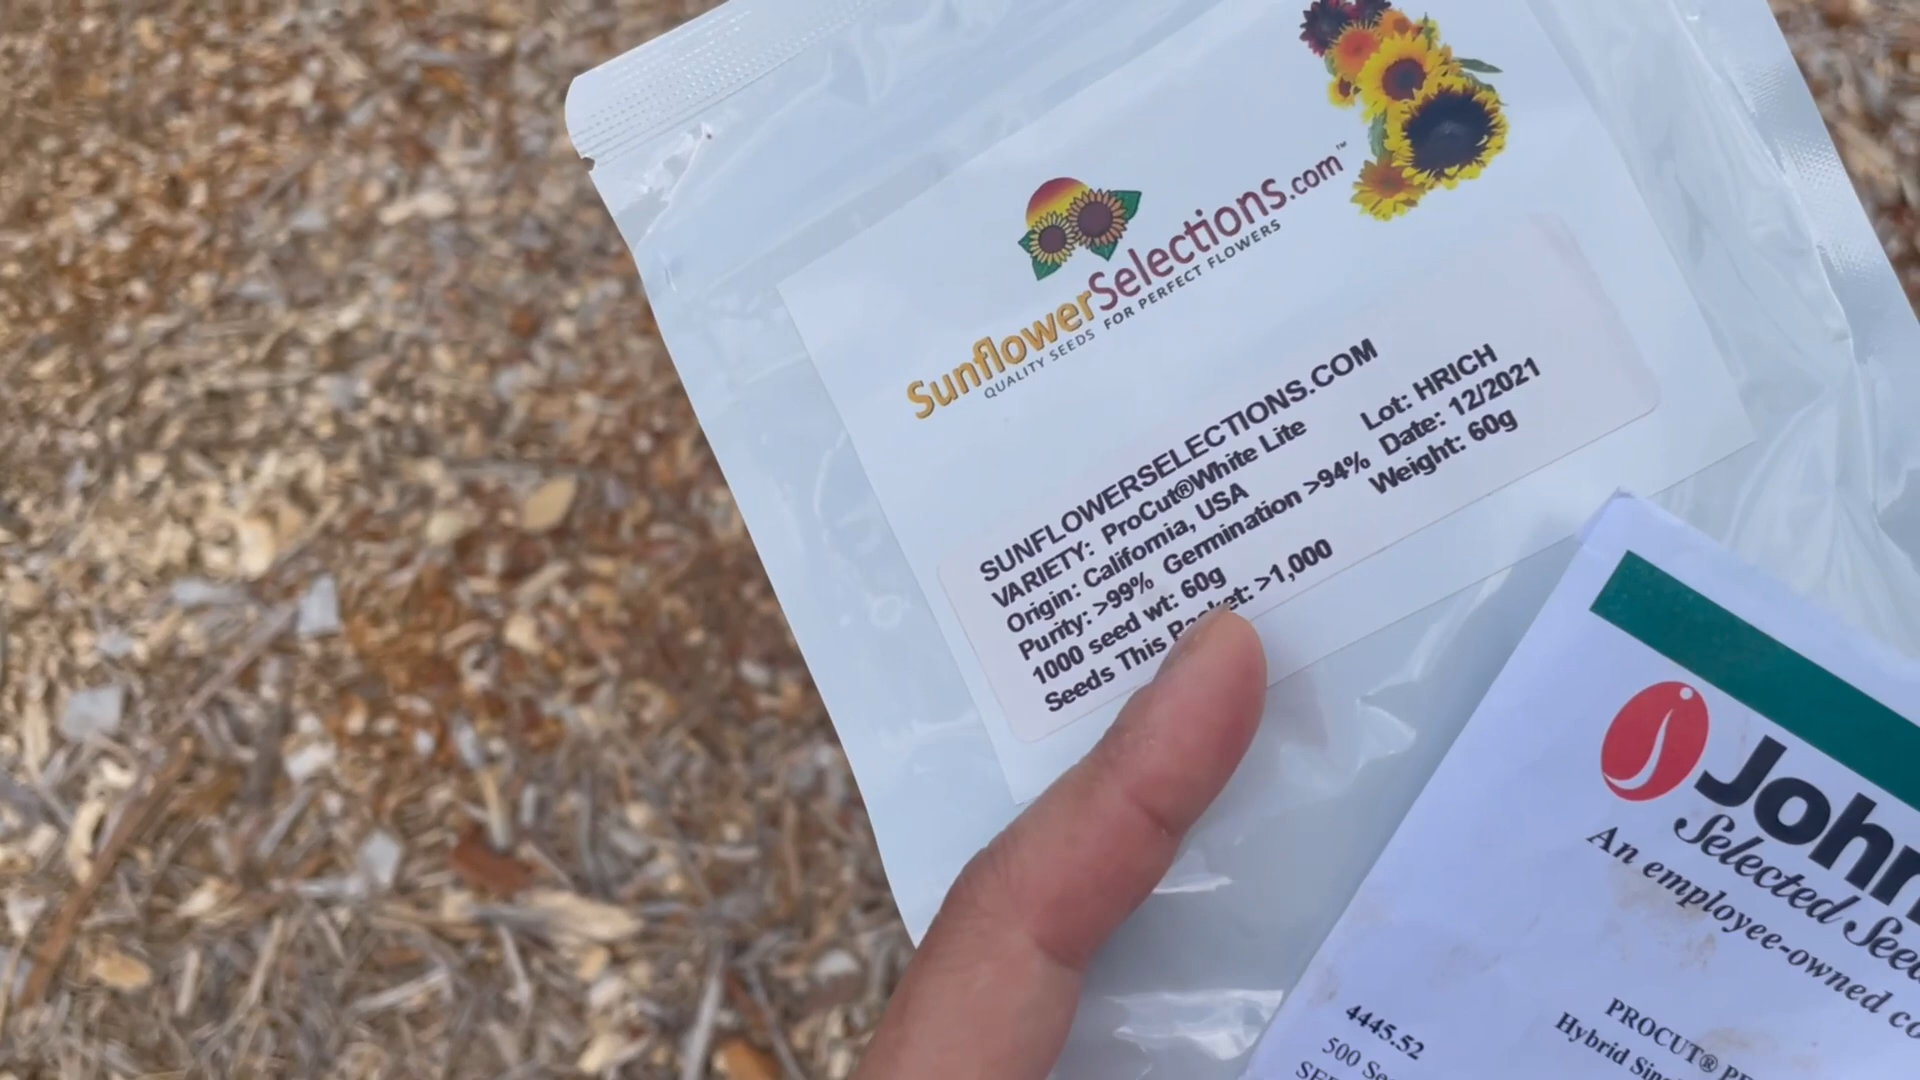 SunflowerSelections.com™
QUALITY SEEDS FOR PERFECT FLOWERS
SUNFLOWERSELECTIONS.COM
VARIETY: ProCut®White Lite Lot: HRICH
Origin: California, USA Date: 12/2021
Purity: >99% Germination >94% Weight: 60g
1000 seed wt: 60g
Seeds This Packet: >1,000
John
Selected See
An employee-owned co
4445.52
500 Se
PROCUT®
Hybrid